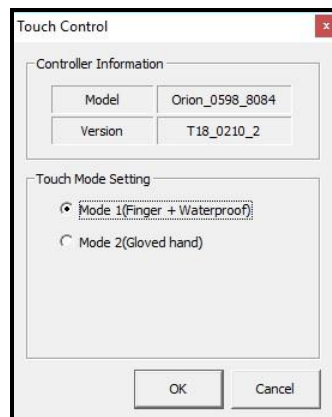 Touch Control
x
Controller Information
Model Orion_0598_8084
Version T18_0210_2
Touch Mode Setting
Mode 1(Finger + Waterproof)
Mode 2(Gloved hand)
OK Cancel